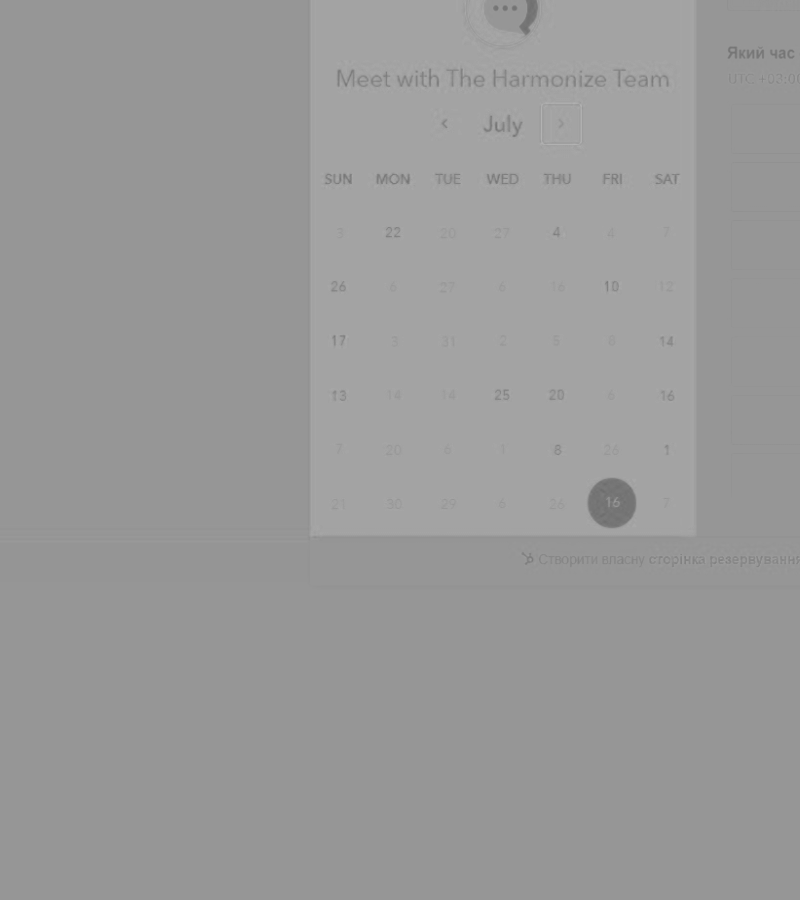 Meet with The Harmonize Team
July
SUN MON TUE WED THU FRI SAT
3 22 20 27 4 4 7
26 6 27 6 16 10 12
17 3 31 2 5 8 14
13 14 14 25 20 6 16
7 20 6 1 8 26 1
21 30 29 6 26 16 7
Який час
UTC +02:00
Створити власну сторінка резервування